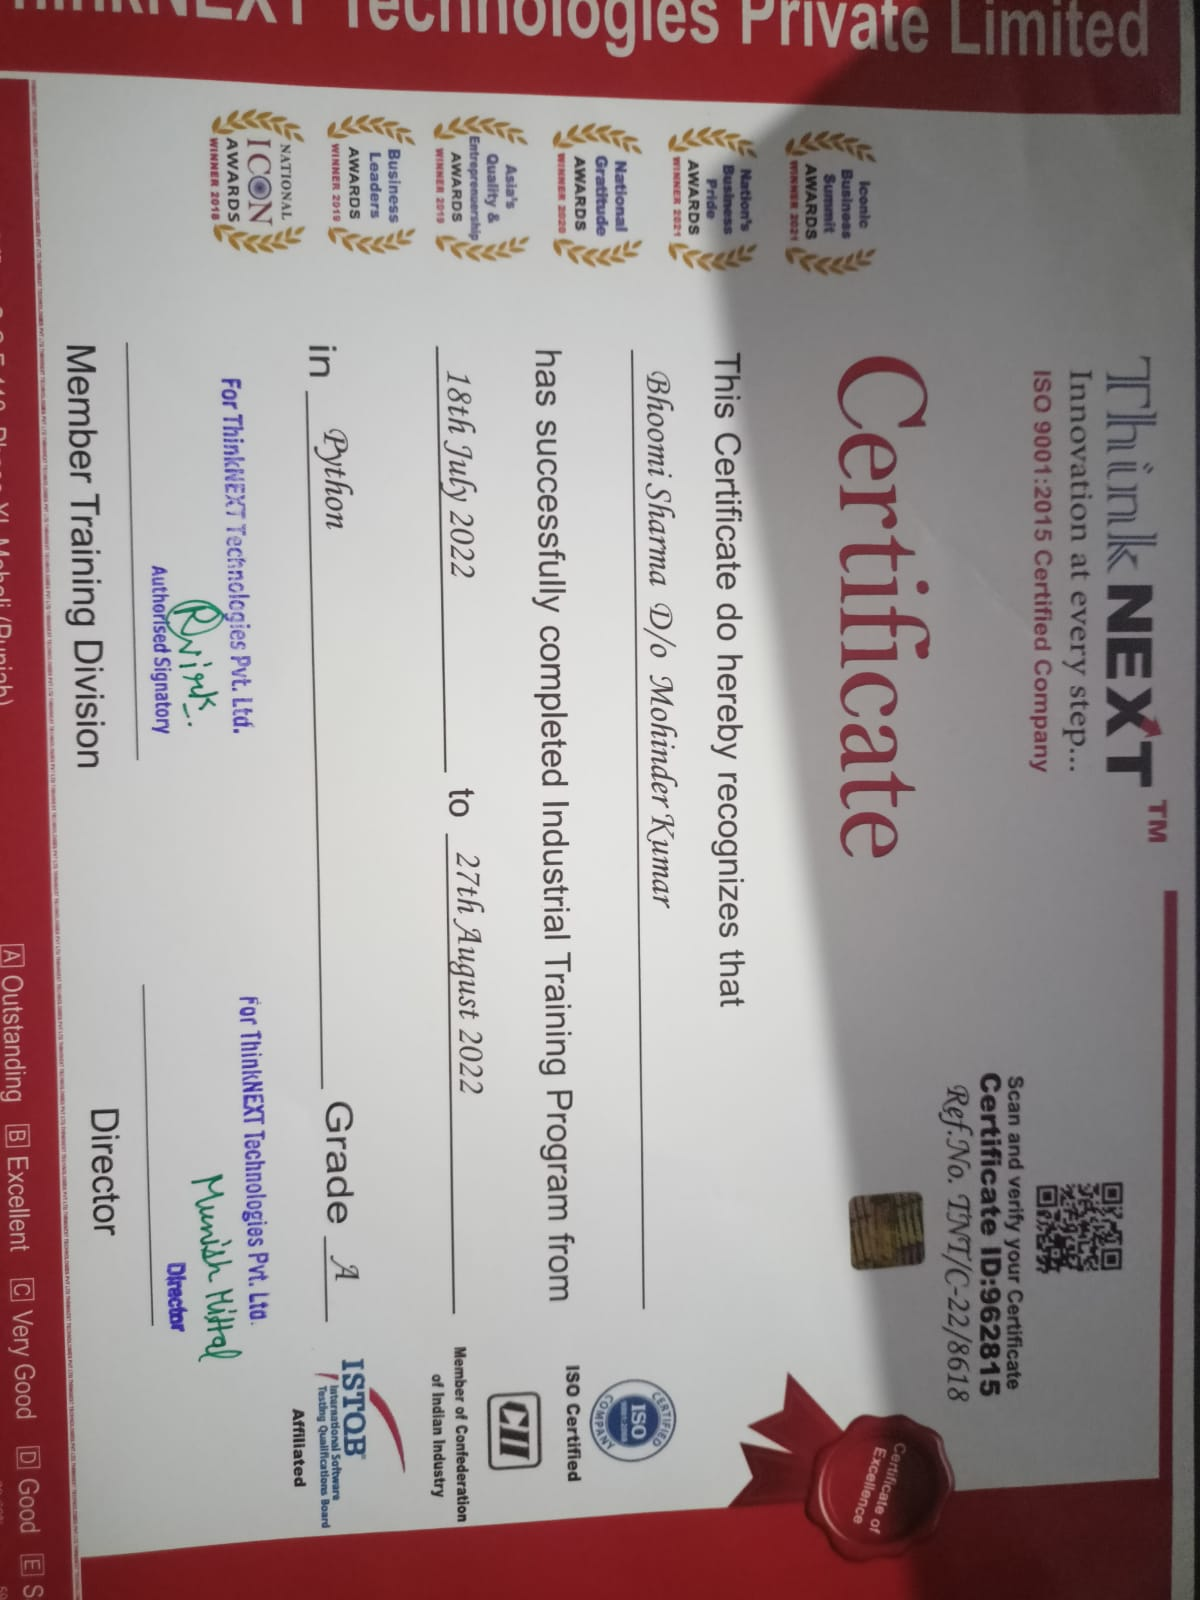 Technologies Private Limited
ThinkNEXT™
Innovation at every step...
ISO 9001:2015 Certified Company
Scan and verify your Certificate
Certificate ID:962815
Ref.No. TNT/C-22/8618
Certificate of
Excellence
Certificate
Iconic
Business
Summit
AWARDS
WINNER 2021
Nation's
Business
Pride
AWARDS
WINNER 2021
National
Gratitude
AWARDS
WINNER 2020
Asia's
Quality &
Entreprenuership
AWARDS
WINNER 2019
Business
Leaders
AWARDS
WINNER 2019
NATIONAL
ICON
AWARDS
WINNER 2018
This Certificate do hereby recognizes that
Bhoomi Sharma D/o Mohinder Kumar
has successfully completed Industrial Training Program from
18th July 2022 to 27th August 2022
in Python Grade A
CERTIFIED
ISO
COMPANY
ISO Certified
CII
Member of Confederation
of Indian Industry
ISTQB
International Software
Testing Qualifications Board
Affiliated
For ThinkNEXT Technologies Pvt. Ltd.
Authorised Signatory
Member Training Division
For ThinkNEXT Technologies Pvt. Ltd.
Munish Mittal
Director
Director
A Outstanding B Excellent C Very Good D Good E